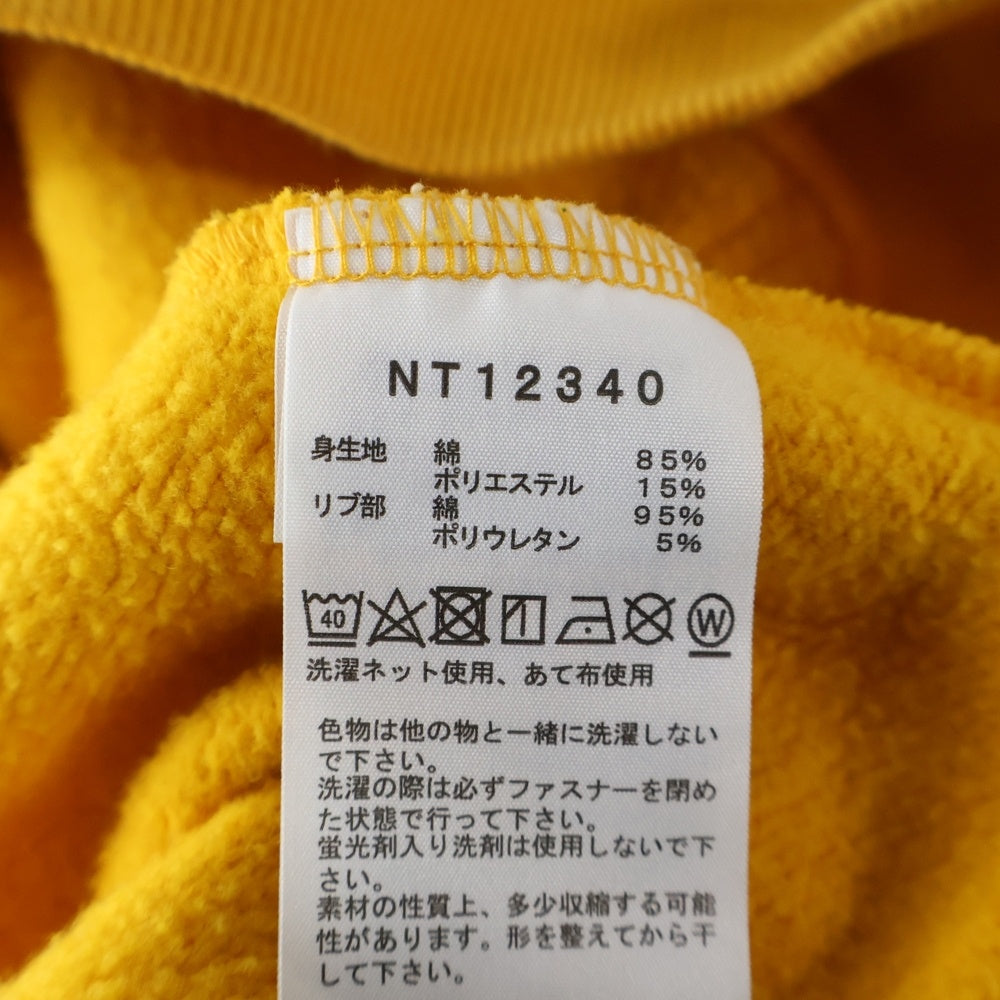 NT12340
身生地 綿 85%
ポリエステル 15%
リブ部 綿 95%
ポリウレタン 5%
40 W
洗濯ネット使用、あて布使用
色物は他の物と一緒に洗濯しない
で下さい。
洗濯の際は必ずファスナーを閉め
た状態で行って下さい。
蛍光剤入り洗剤は使用しないで下
さい。
素材の性質上、多少収縮する可能
性があります。形を整えてから干
して下さい。